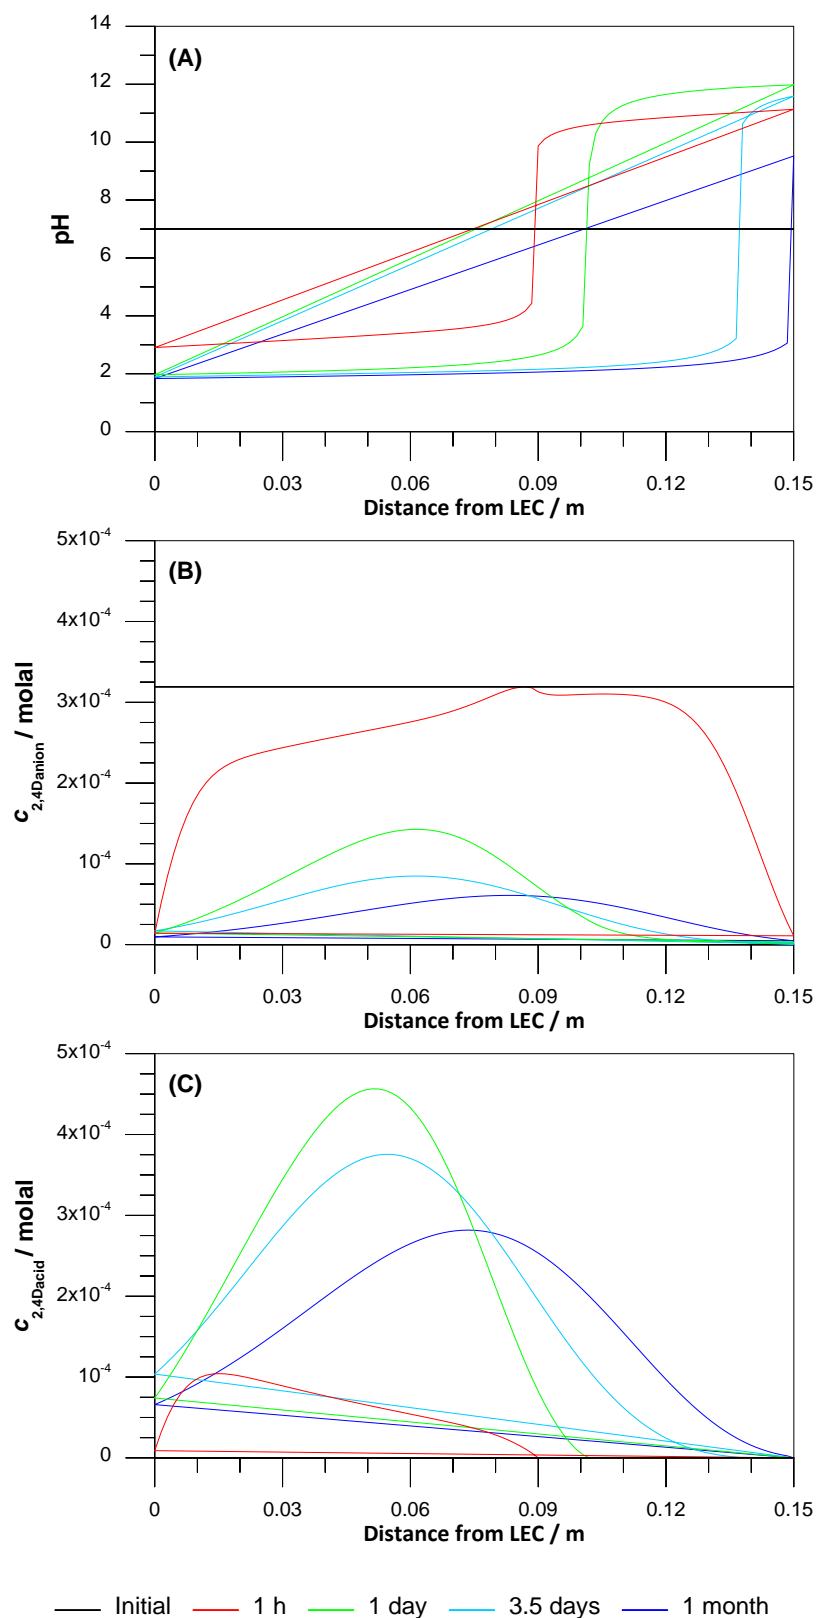 14
(A)
12
10
8
6
4
2
0
pH
0 0.03 0.06 0.09 0.12 0.15
Distance from LEC / m
5x10-4
(B)
4x10-4
3x10-4
2x10-4
10-4
0
c 2,4Danion / molal
0 0.03 0.06 0.09 0.12 0.15
Distance from LEC / m
5x10-4
(C)
4x10-4
3x10-4
2x10-4
10-4
0
c 2,4Dacid / molal
0 0.03 0.06 0.09 0.12 0.15
Distance from LEC / m
Initial 1 h 1 day 3.5 days 1 month